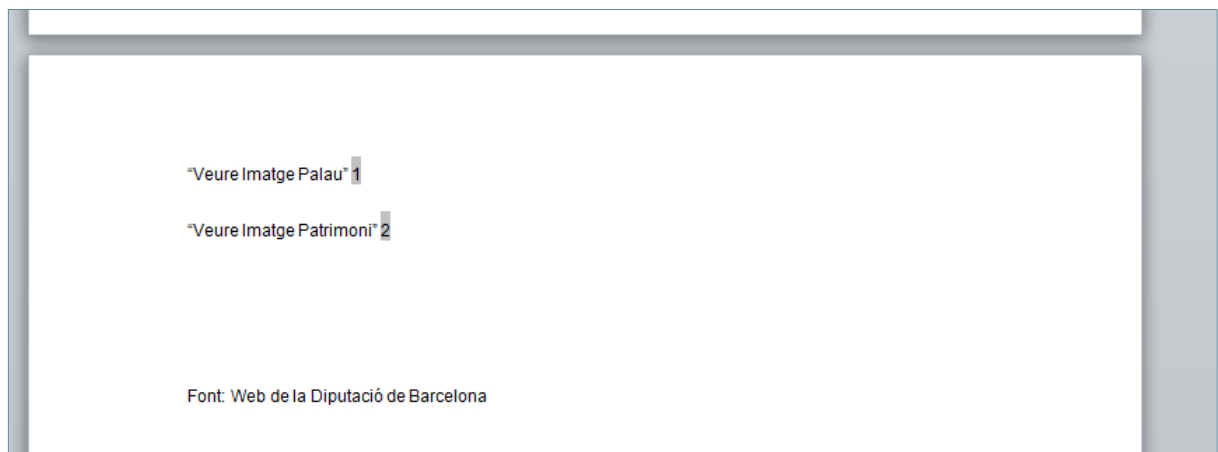 “Veure Imatge Palau” 1
“Veure Imatge Patrimoni” 2
Font: Web de la Diputació de Barcelona